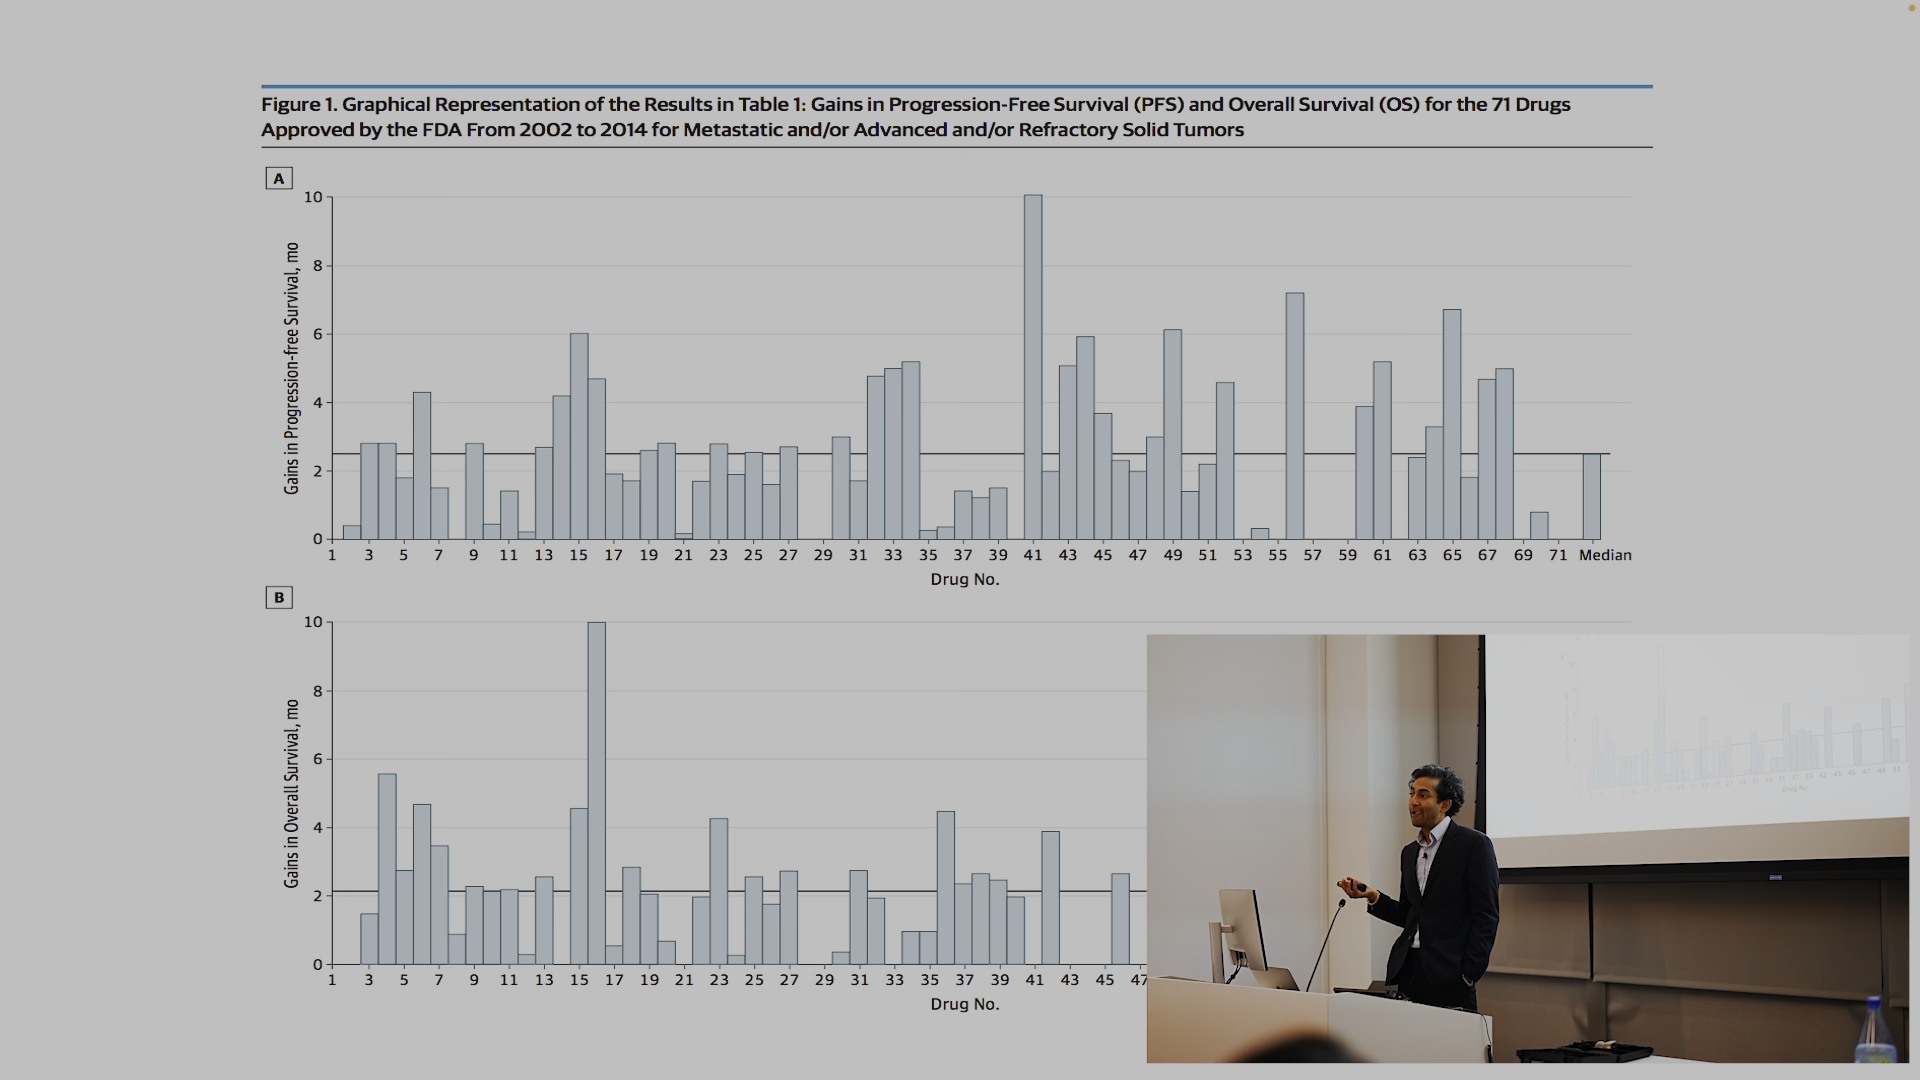 Figure 1. Graphical Representation of the Results in Table 1: Gains in Progression-Free Survival (PFS) and Overall Survival (OS) for the 71 Drugs
Approved by the FDA From 2002 to 2014 for Metastatic and/or Advanced and/or Refractory Solid Tumors
A
Gains in Progression-free Survival, mo
10
8
6
4
2
0
1 3 5 7 9 11 13 15 17 19 21 23 25 27 29 31 33 35 37 39 41 43 45 47 49 51 53 55 57 59 61 63 65 67 69 71 Median
Drug No.
B
Gains in Overall Survival, mo
10
8
6
4
2
0
1 3 5 7 9 11 13 15 17 19 21 23 25 27 29 31 33 35 37 39 41 43 45 47
Drug No.
Drug No.